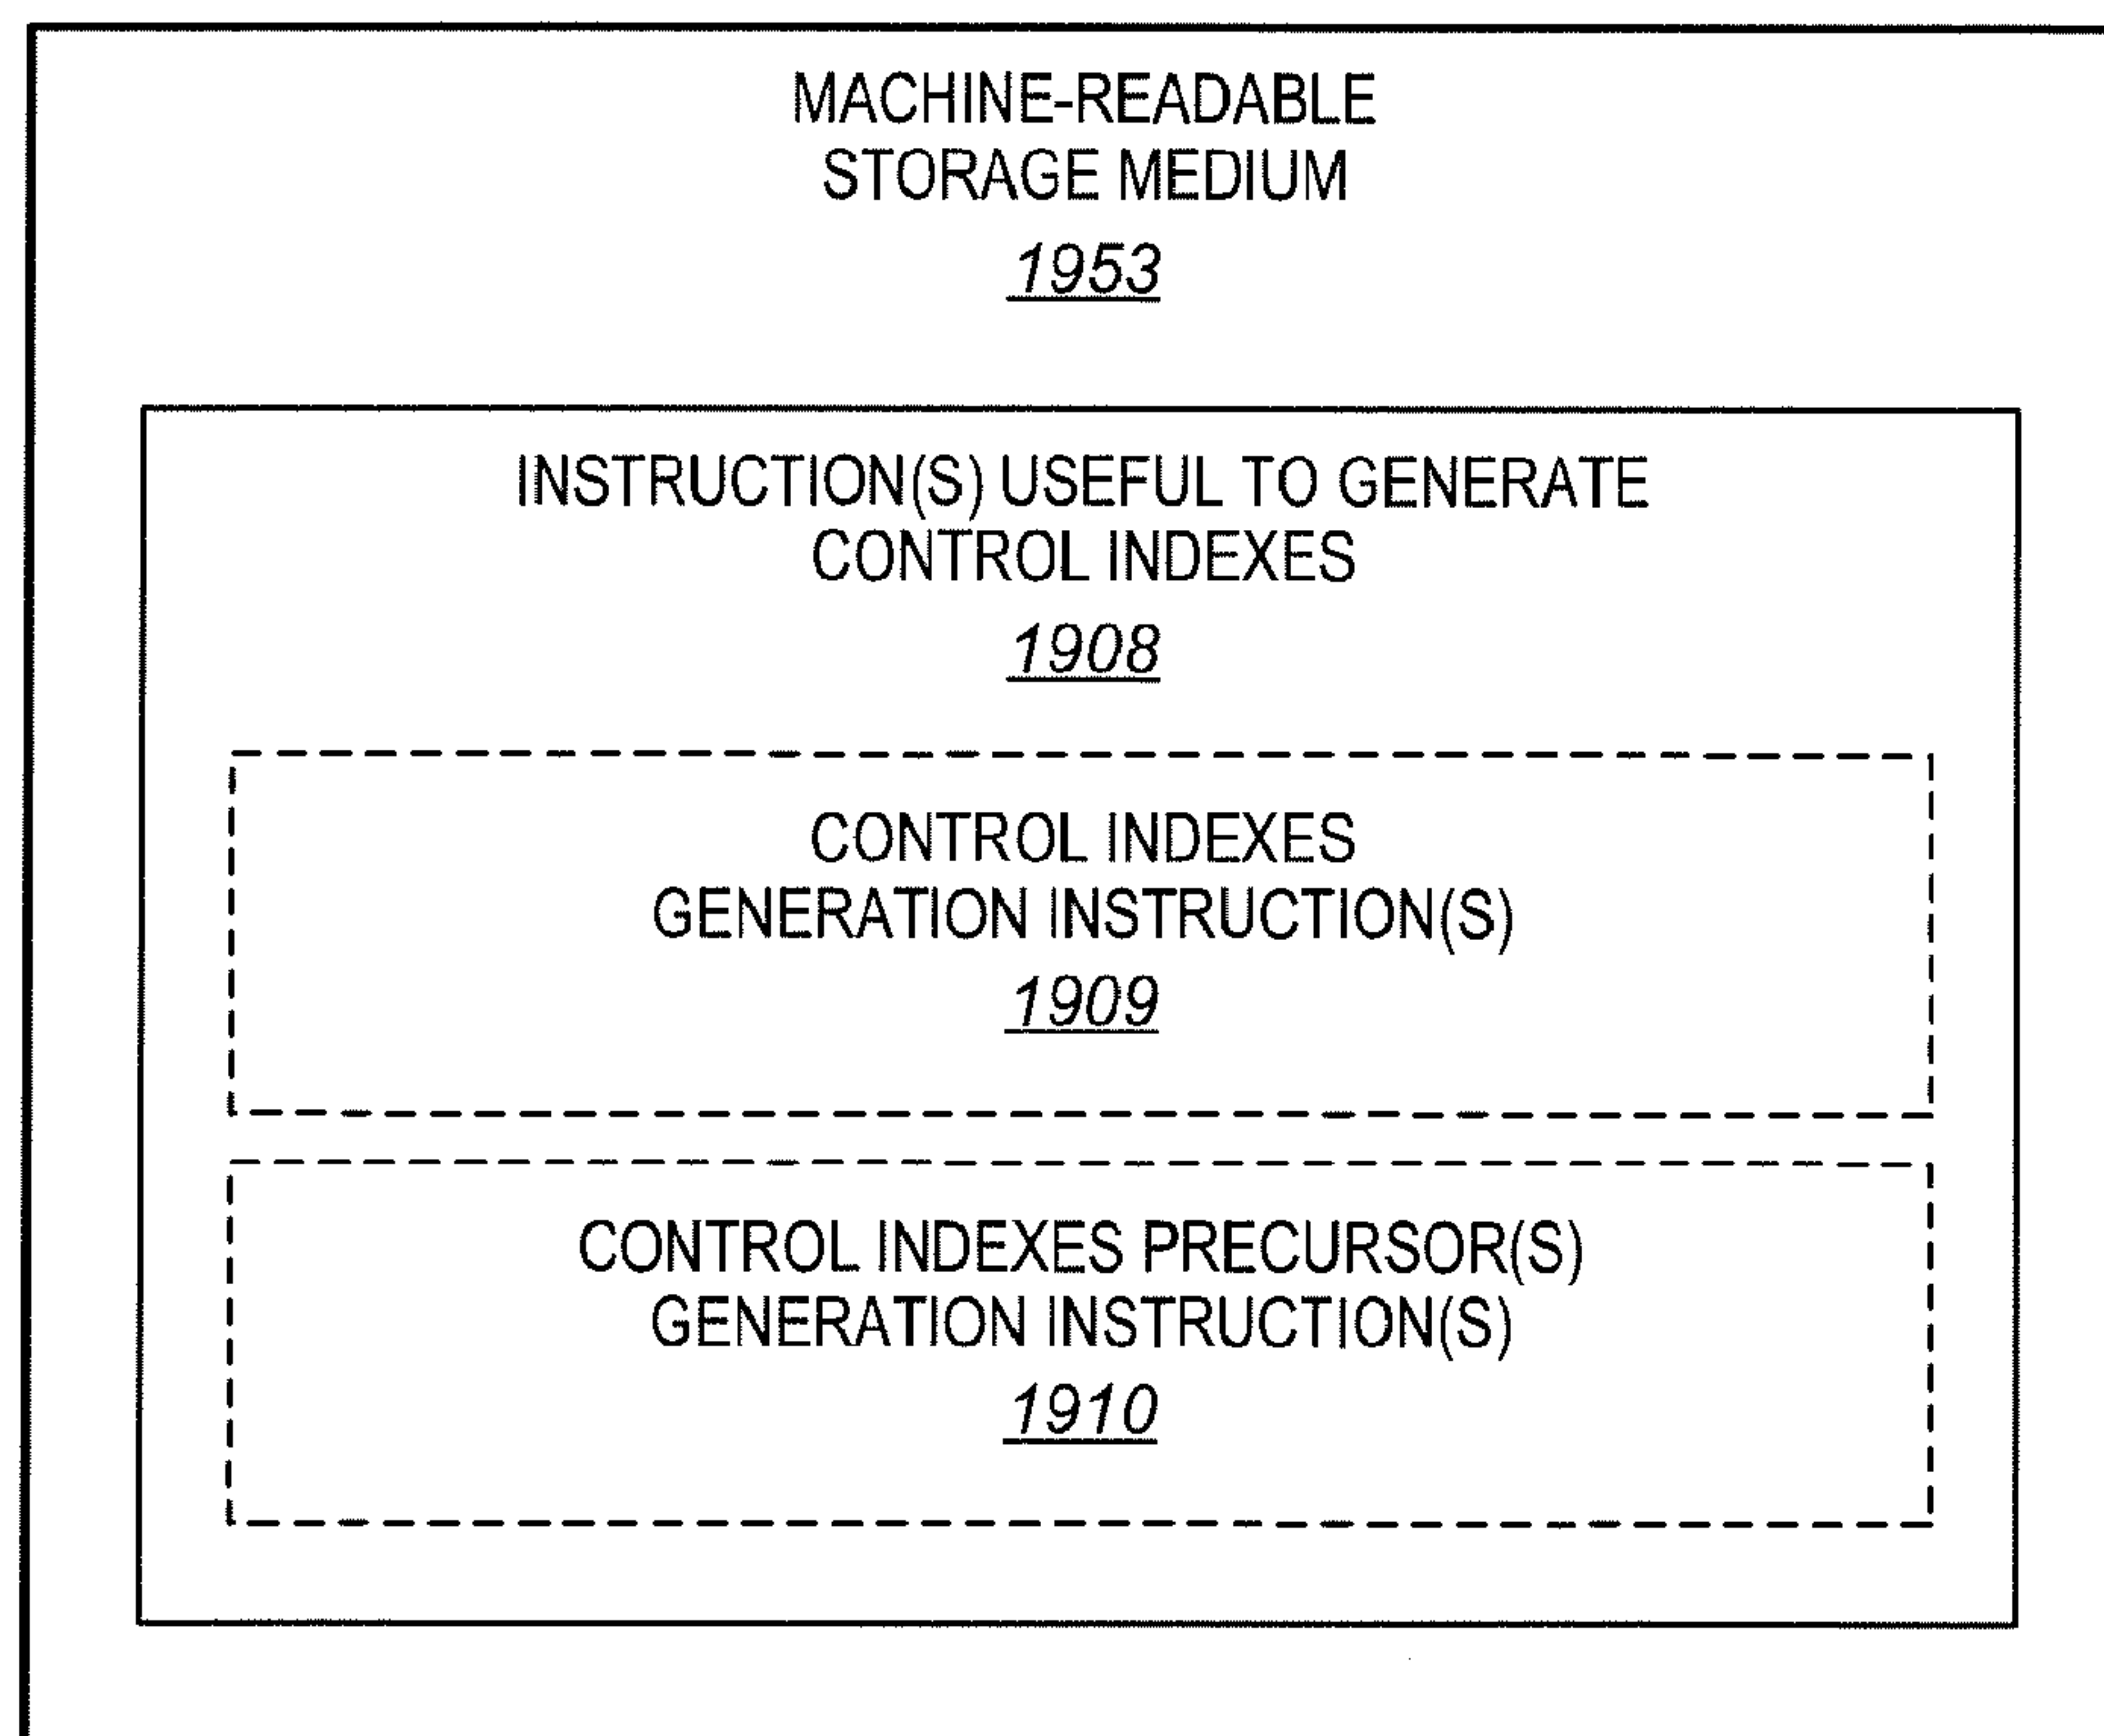 MACHINE-READABLE
STORAGE MEDIUM
1953
INSTRUCTION(S) USEFUL TO GENERATE
CONTROL INDEXES
1908
CONTROL INDEXES
GENERATION INSTRUCTION(S)
1909
CONTROL INDEXES PRECURSOR(S)
GENERATION INSTRUCTION(S)
1910